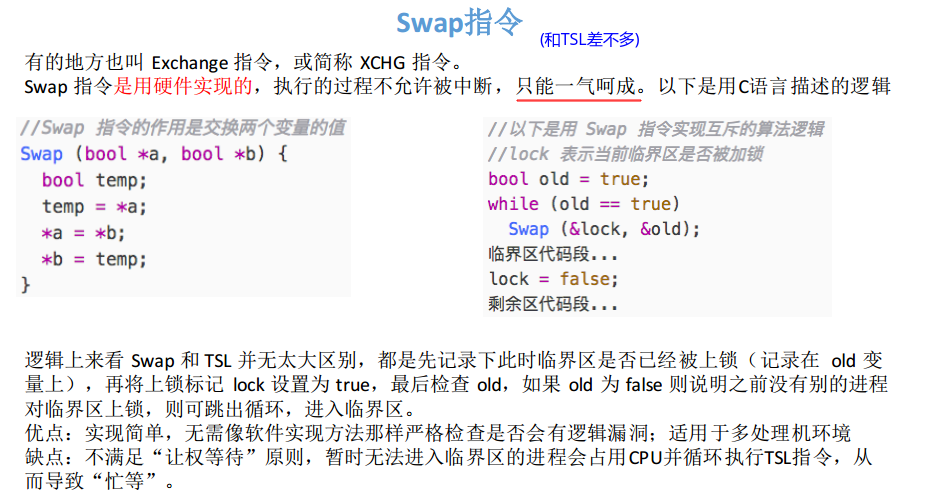 Swap指令
(和TSL差不多)
有的地方也叫 Exchange 指令，或简称 XCHG 指令。
Swap 指令是用硬件实现的，执行的过程不允许被中断，只能一气呵成。以下是用C语言描述的逻辑
//Swap 指令的作用是交换两个变量的值
Swap (bool *a, bool *b) {
  bool temp;
  temp = *a;
  *a = *b;
  *b = temp;
}
//以下是用 Swap 指令实现互斥的算法逻辑
//lock 表示当前临界区是否被加锁
bool old = true;
while (old == true)
  Swap (&lock, &old);
临界区代码段...
lock = false;
剩余区代码段...
逻辑上来看 Swap 和 TSL 并无太大区别，都是先记录下此时临界区是否已经被上锁（记录在 old 变
量上），再将上锁标记 lock 设置为 true，最后检查 old，如果 old 为 false 则说明之前没有别的进程
对临界区上锁，则可跳出循环，进入临界区。
优点：实现简单，无需像软件实现方法那样严格检查是否会有逻辑漏洞；适用于多处理机环境
缺点：不满足“让权等待”原则，暂时无法进入临界区的进程会占用CPU并循环执行TSL指令，从
而导致“忙等”。